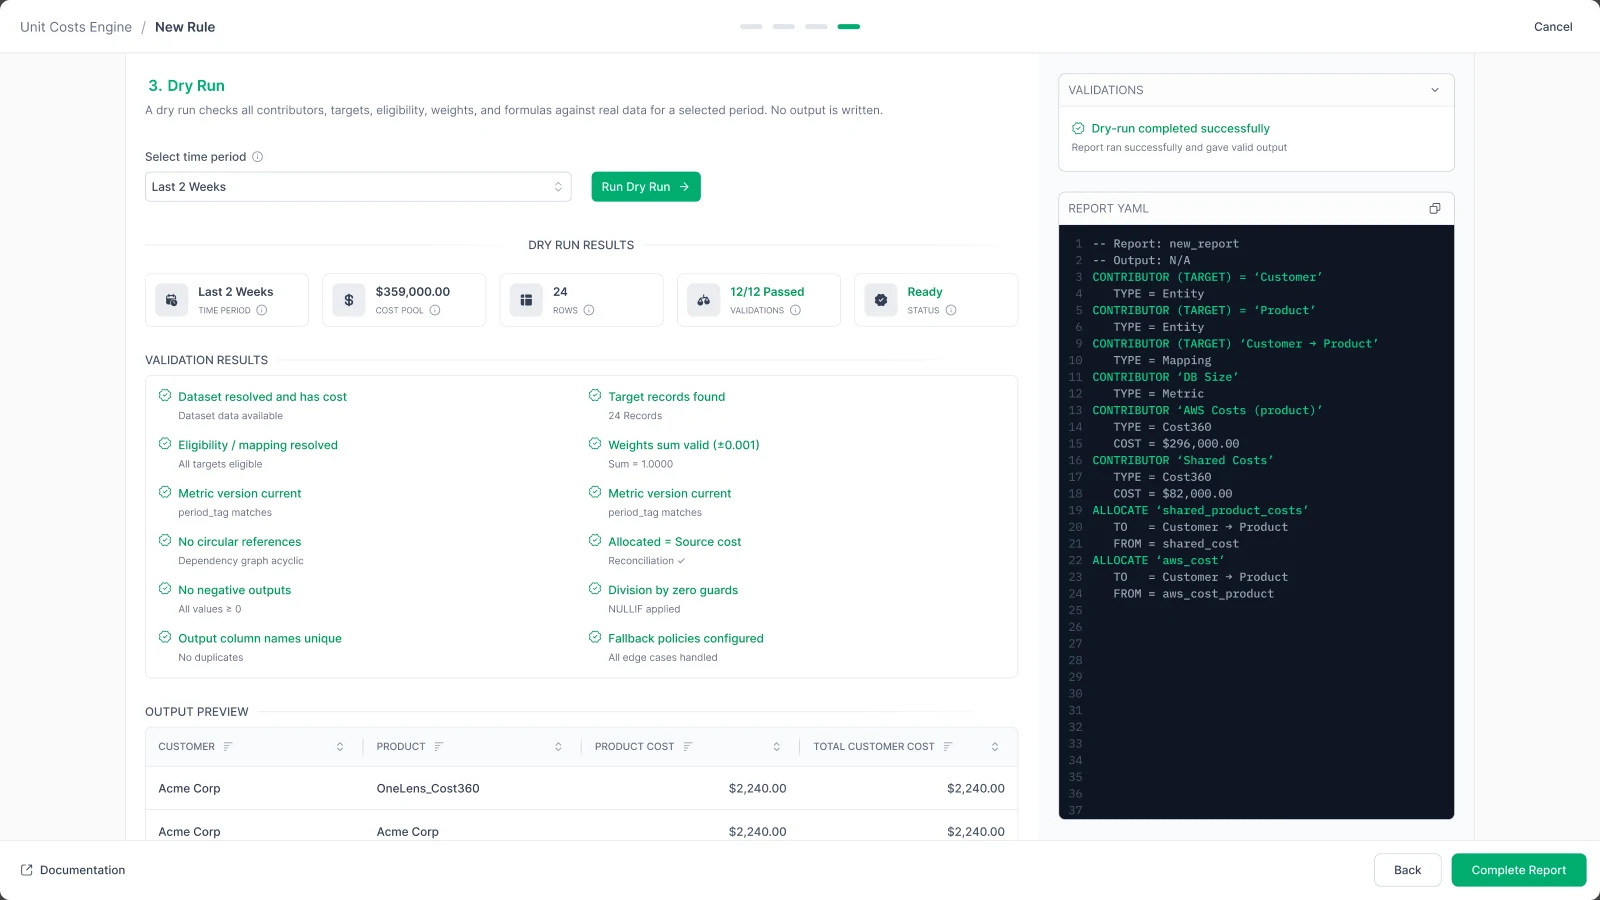 Unit Costs Engine / New Rule
Cancel
3. Dry Run
A dry run checks all contributors, targets, eligibility, weights, and formulas against real data for a selected period. No output is written.
Select time period
Last 2 Weeks
Run Dry Run →
DRY RUN RESULTS
Last 2 Weeks
TIME PERIOD
$359,000.00
COST POOL
24
ROWS
12/12 Passed
VALIDATIONS
Ready
STATUS
VALIDATION RESULTS
Dataset resolved and has cost
Dataset data available
Target records found
24 Records
Eligibility / mapping resolved
All targets eligible
Weights sum valid (±0.001)
Sum = 1.0000
Metric version current
period_tag matches
Metric version current
period_tag matches
No circular references
Dependency graph acyclic
Allocated = Source cost
Reconciliation ✓
No negative outputs
All values ≥ 0
Division by zero guards
NULLIF applied
Output column names unique
No duplicates
Fallback policies configured
All edge cases handled
OUTPUT PREVIEW
CUSTOMER PRODUCT PRODUCT COST TOTAL CUSTOMER COST
Acme Corp OneLens_Cost360 $2,240.00 $2,240.00
Acme Corp Acme Corp $2,240.00 $2,240.00
VALIDATIONS
Dry-run completed successfully
Report ran successfully and gave valid output
REPORT YAML
1 -- Report: new_report
2 -- Output: N/A
3 CONTRIBUTOR (TARGET) = ‘Customer’
4 TYPE = Entity
5 CONTRIBUTOR (TARGET) = ‘Product’
6 TYPE = Entity
9 CONTRIBUTOR (TARGET) ‘Customer → Product’
10 TYPE = Mapping
11 CONTRIBUTOR ‘DB Size’
12 TYPE = Metric
13 CONTRIBUTOR ‘AWS Costs (product)’
14 TYPE = Cost360
15 COST = $296,000.00
16 CONTRIBUTOR ‘Shared Costs’
17 TYPE = Cost360
18 COST = $82,000.00
19 ALLOCATE ‘shared_product_costs’
20 TO = Customer → Product
21 FROM = shared_cost
22 ALLOCATE ‘aws_cost’
23 TO = Customer → Product
24 FROM = aws_cost_product
25
26
27
28
29
30
31
32
33
34
35
36
37
Documentation
Back
Complete Report